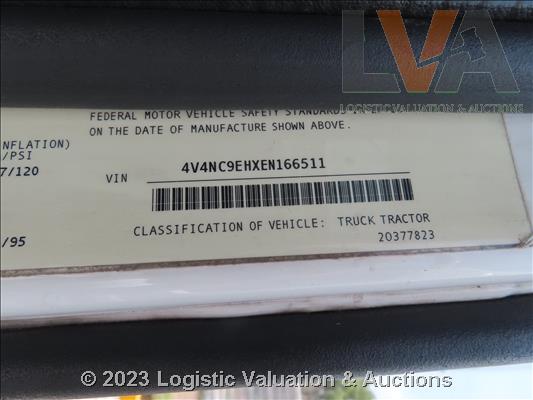 LVA
LOGISTIC VALUATION & AUCTIONS
FEDERAL MOTOR VEHICLE SAFETY STANDARDS
ON THE DATE OF MANUFACTURE SHOWN ABOVE.
NFLATION)
/PSI
7/120
VIN 4V4NC9EHXEN166511
CLASSIFICATION OF VEHICLE: TRUCK TRACTOR
/95
20377823
© 2023 Logistic Valuation & Auctions